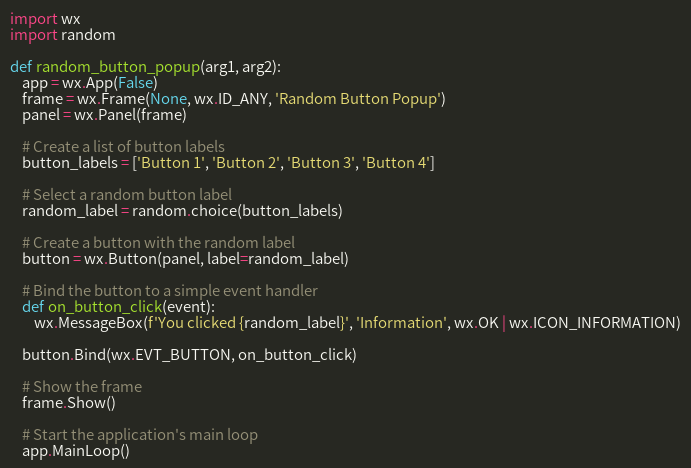 import wx
import random

def random_button_popup(arg1, arg2):
    app = wx.App(False)
    frame = wx.Frame(None, wx.ID_ANY, 'Random Button Popup')
    panel = wx.Panel(frame)

    # Create a list of button labels
    button_labels = ['Button 1', 'Button 2', 'Button 3', 'Button 4']

    # Select a random button label
    random_label = random.choice(button_labels)

    # Create a button with the random label
    button = wx.Button(panel, label=random_label)

    # Bind the button to a simple event handler
    def on_button_click(event):
        wx.MessageBox(f'You clicked {random_label}', 'Information', wx.OK | wx.ICON_INFORMATION)

    button.Bind(wx.EVT_BUTTON, on_button_click)

    # Show the frame
    frame.Show()

    # Start the application's main loop
    app.MainLoop()